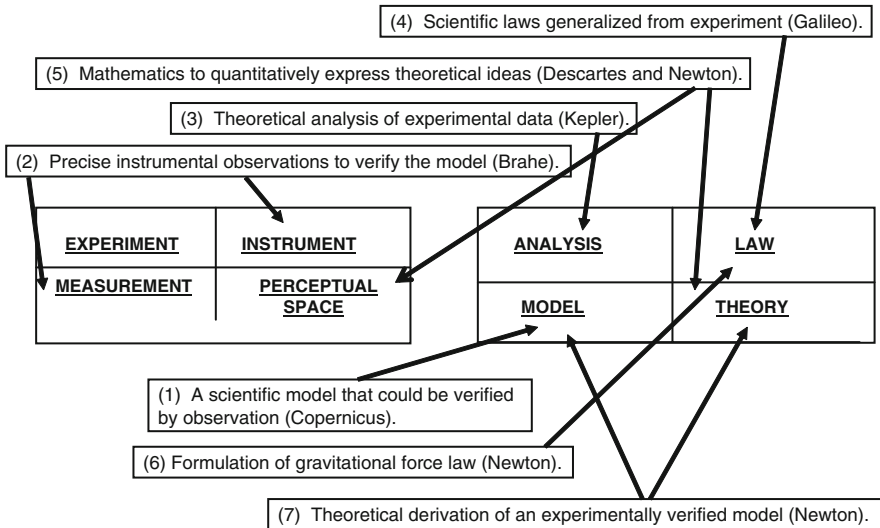 (4) Scientific laws generalized from experiment (Galileo).
(5) Mathematics to quantitatively express theoretical ideas (Descartes and Newton).
(3) Theoretical analysis of experimental data (Kepler).
(2) Precise instrumental observations to verify the model (Brahe).
EXPERIMENT
INSTRUMENT
MEASUREMENT
PERCEPTUAL
SPACE
ANALYSIS
LAW
MODEL
THEORY
(1) A scientific model that could be verified
by observation (Copernicus).
(6) Formulation of gravitational force law (Newton).
(7) Theoretical derivation of an experimentally verified model (Newton).